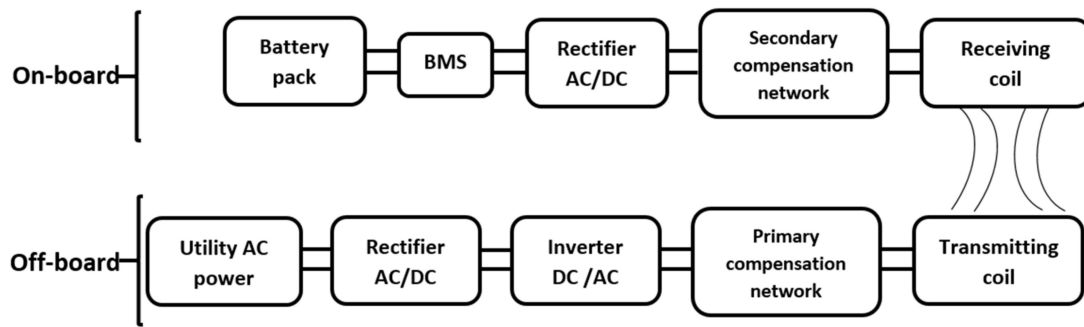 On-board
Battery
pack
BMS
Rectifier
AC/DC
Secondary
compensation
network
Receiving
coil
Off-board
Utility AC
power
Rectifier
AC/DC
Inverter
DC /AC
Primary
compensation
network
Transmitting
coil